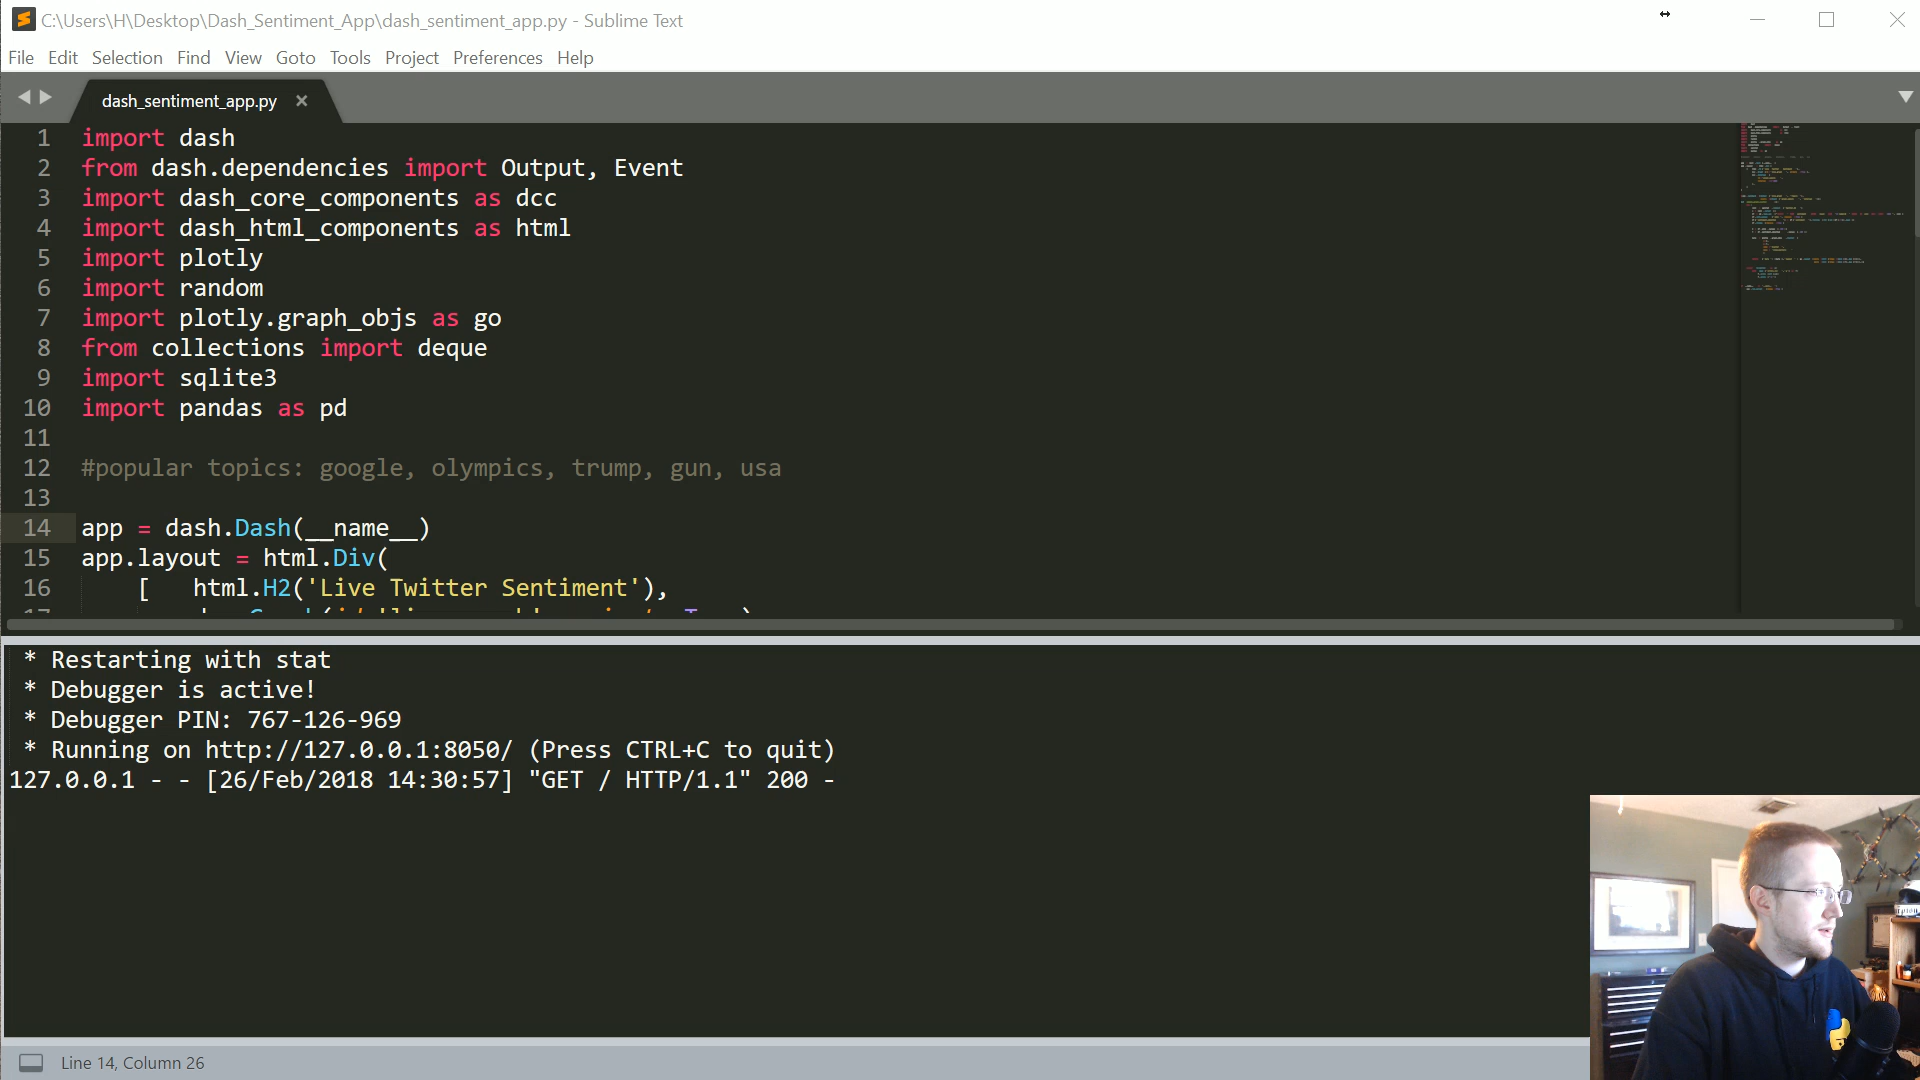 C:\Users\H\Desktop\Dash_Sentiment_App\dash_sentiment_app.py - Sublime Text
File Edit Selection Find View Goto Tools Project Preferences Help
dash_sentiment_app.py ×
1 import dash
2 from dash.dependencies import Output, Event
3 import dash_core_components as dcc
4 import dash_html_components as html
5 import plotly
6 import random
7 import plotly.graph_objs as go
8 from collections import deque
9 import sqlite3
10 import pandas as pd
11
12 #popular topics: google, olympics, trump, gun, usa
13
14 app = dash.Dash(__name__)
15 app.layout = html.Div(
16 [ html.H2('Live Twitter Sentiment'),
* Restarting with stat
* Debugger is active!
* Debugger PIN: 767-126-969
* Running on http://127.0.0.1:8050/ (Press CTRL+C to quit)
127.0.0.1 - - [26/Feb/2018 14:30:57] "GET / HTTP/1.1" 200 -
Line 14, Column 26